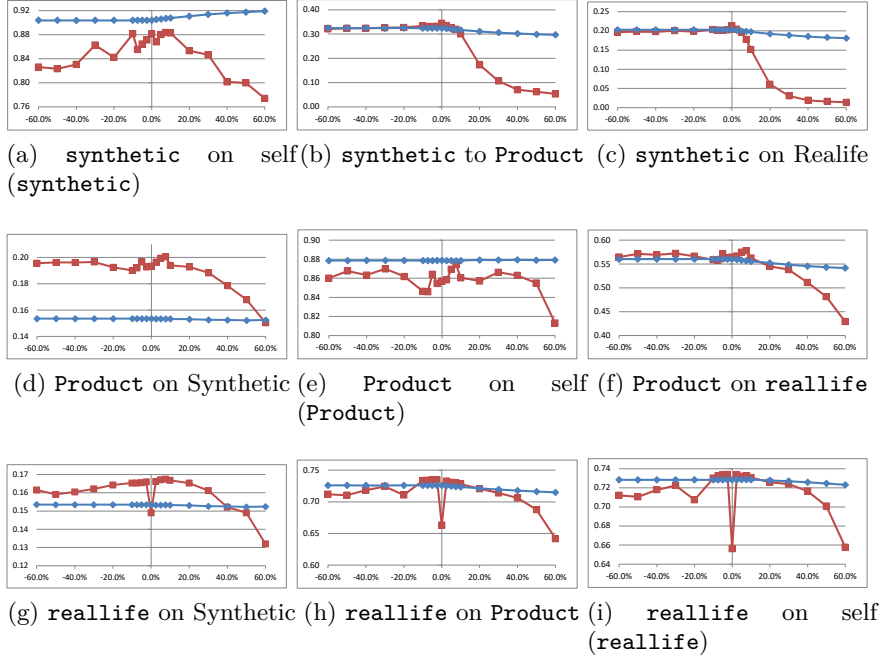 0.92
0.88
0.84
0.80
0.76
-60.0% -40.0% -20.0% 0.0% 20.0% 40.0% 60.0%
0.40
0.30
0.20
0.10
0.00
-60.0% -40.0% -20.0% 0.0% 20.0% 40.0% 60.0%
0.25
0.20
0.15
0.10
0.05
0.00
-60.0% -40.0% -20.0% 0.0% 20.0% 40.0% 60.0%
(a) synthetic on self
(synthetic)
(b) synthetic to Product
(c) synthetic on Realife
0.20
0.18
0.16
0.14
-60.0% -40.0% -20.0% 0.0% 20.0% 40.0% 60.0%
0.90
0.88
0.86
0.84
0.82
0.80
-60.0% -40.0% -20.0% 0.0% 20.0% 40.0% 60.0%
0.60
0.55
0.50
0.45
0.40
-60.0% -40.0% -20.0% 0.0% 20.0% 40.0% 60.0%
(d) Product on Synthetic
(e) Product on self
(Product)
(f) Product on reallife
0.17
0.16
0.15
0.14
0.13
0.12
-60.0% -40.0% -20.0% 0.0% 20.0% 40.0% 60.0%
0.75
0.70
0.65
0.60
-60.0% -40.0% -20.0% 0.0% 20.0% 40.0% 60.0%
0.74
0.72
0.70
0.68
0.66
0.64
-60.0% -40.0% -20.0% 0.0% 20.0% 40.0% 60.0%
(g) reallife on Synthetic
(h) reallife on Product
(i) reallife on self
(reallife)